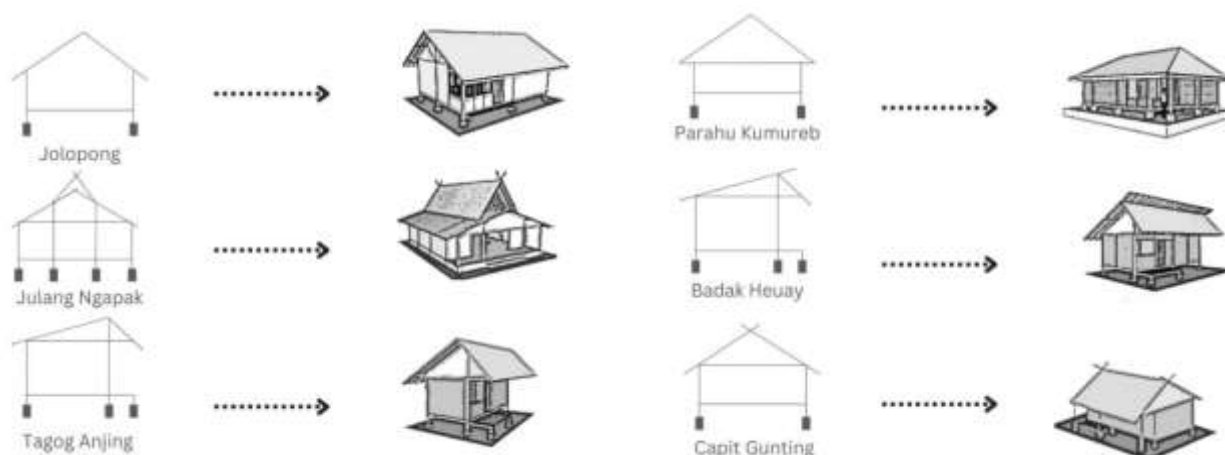 Jolopong
Parahu Kumureb
Julang Ngapak
Badak Heuay
Tagog Anjing
Capit Gunting